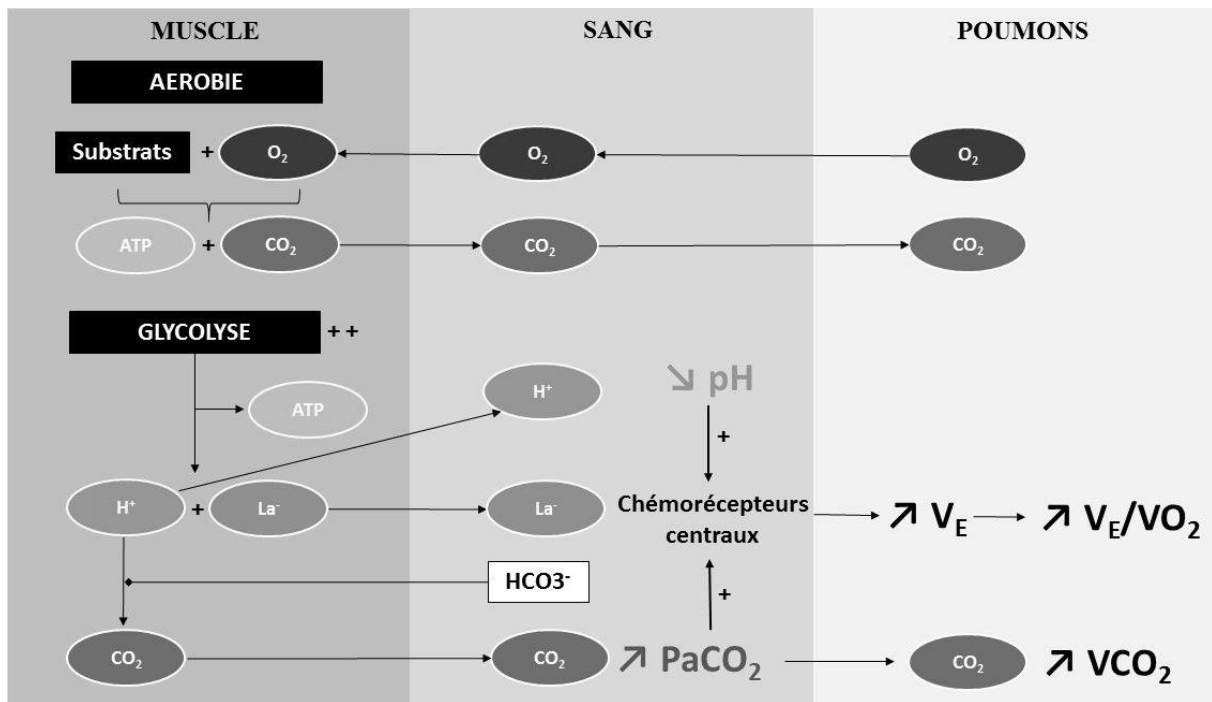 MUSCLE
SANG
POUMONS
AEROBIE
Substrats + O₂
O₂
O₂
ATP + CO₂
CO₂
CO₂
GLYCOLYSE ++
ATP
H⁺
↘ pH
+
H⁺ + La⁻
La⁻
Chémorécepteurs
centraux
↗ VE
↗ VE/VO₂
HCO3⁻
+
CO₂
CO₂
↗ PaCO₂
CO₂
↗ VCO₂